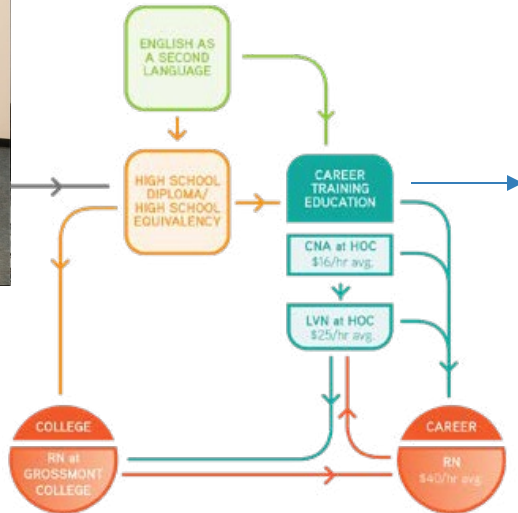 ENGLISH AS
A SECOND
LANGUAGE
HIGH SCHOOL
DIPLOMA/
HIGH SCHOOL
EQUIVALENCY
CAREER
TRAINING
EDUCATION
CNA at HOC
$16/hr avg.
LVN at HOC
$25/hr avg.
COLLEGE
RN at
GROSSMONT
COLLEGE
CAREER
RN
$40/hr avg.